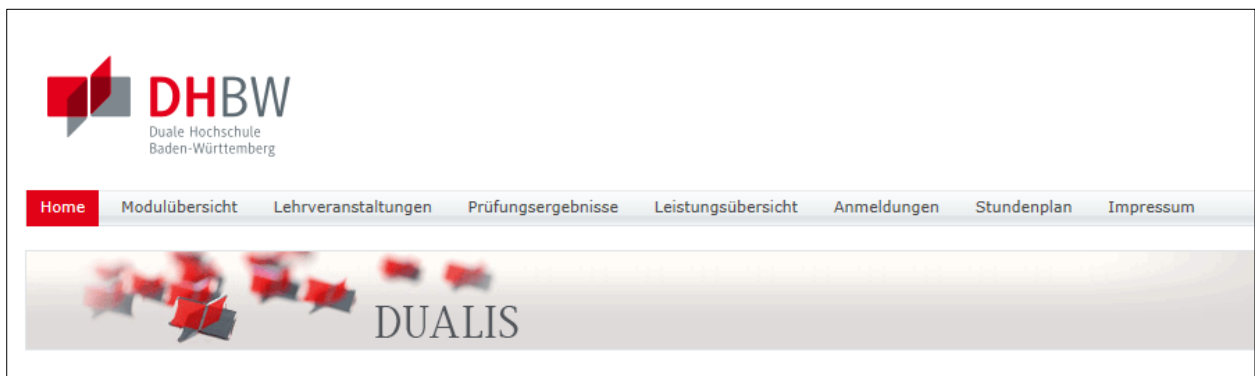 DHBW
Duale Hochschule
Baden-Württemberg
Home Modulübersicht Lehrveranstaltungen Prüfungsergebnisse Leistungsübersicht Anmeldungen Stundenplan Impressum
DUALIS